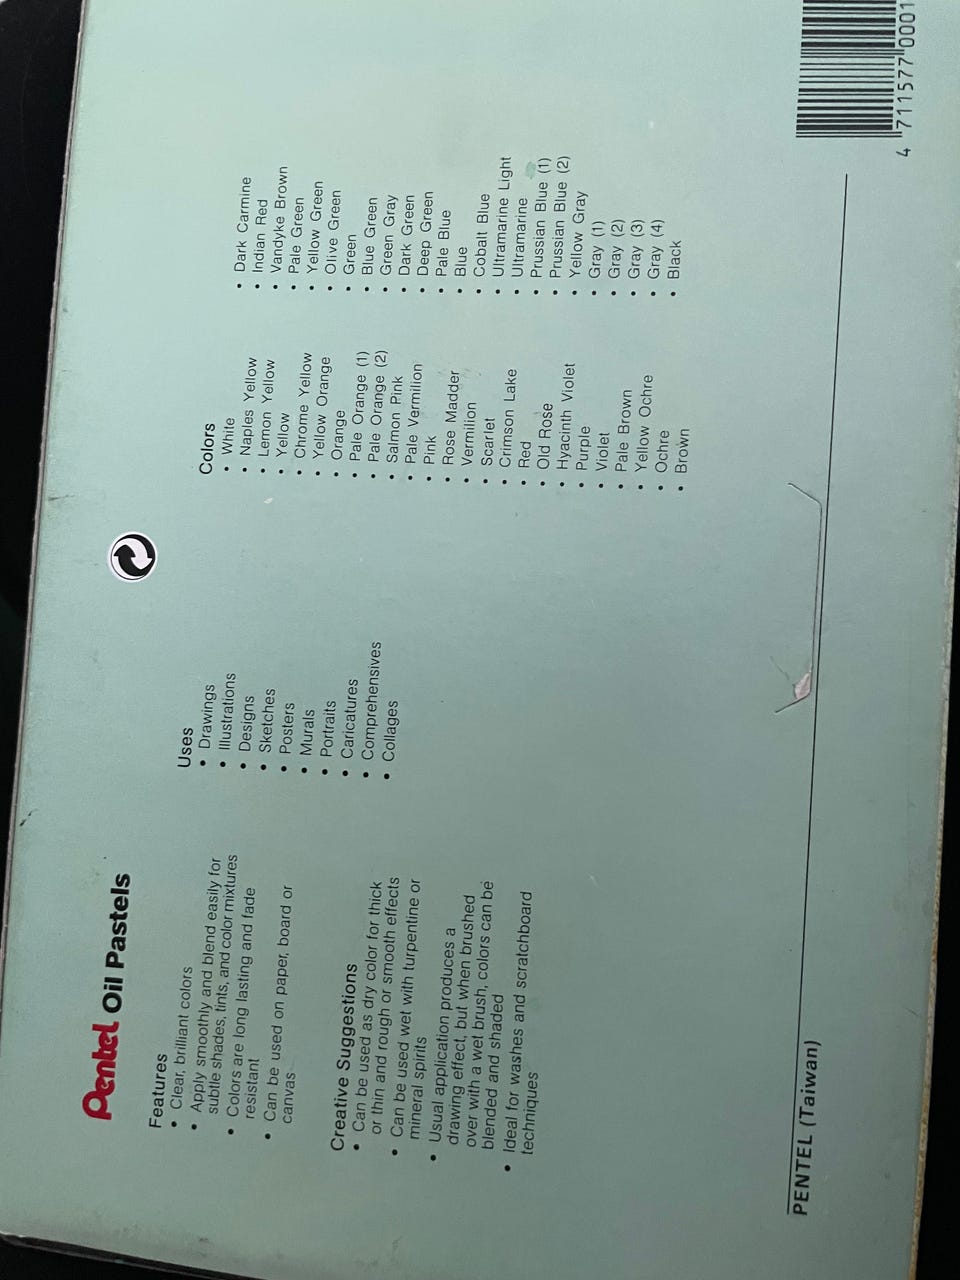 Pentel Oil Pastels
Features
• Clear, brilliant colors
• Apply smoothly and blend easily for
subtle shades, tints, and color mixtures
• Colors are long lasting and fade
resistant
• Can be used on paper, board or
canvas
Creative Suggestions
• Can be used as dry color for thick
or thin and rough or smooth effects
• Can be used wet with turpentine or
mineral spirits
• Usual application produces a
drawing effect, but when brushed
over with a wet brush, colors can be
blended and shaded
• Ideal for washes and scratchboard
techniques
Uses
• Drawings
• Illustrations
• Designs
• Sketches
• Posters
• Murals
• Portraits
• Caricatures
• Comprehensives
• Collages
Colors
• White
• Naples Yellow
• Lemon Yellow
• Yellow
• Chrome Yellow
• Yellow Orange
• Orange
• Pale Orange (1)
• Pale Orange (2)
• Salmon Pink
• Pale Vermilion
• Pink
• Rose Madder
• Vermilion
• Scarlet
• Crimson Lake
• Red
• Old Rose
• Hyacinth Violet
• Purple
• Violet
• Pale Brown
• Yellow Ochre
• Ochre
• Brown
• Dark Carmine
• Indian Red
• Vandyke Brown
• Pale Green
• Yellow Green
• Olive Green
• Green
• Blue Green
• Green Gray
• Dark Green
• Deep Green
• Pale Blue
• Blue
• Cobalt Blue
• Ultramarine Light
• Ultramarine
• Prussian Blue (1)
• Prussian Blue (2)
• Yellow Gray
• Gray (1)
• Gray (2)
• Gray (3)
• Gray (4)
• Black
PENTEL (Taiwan)
4 711577 0001